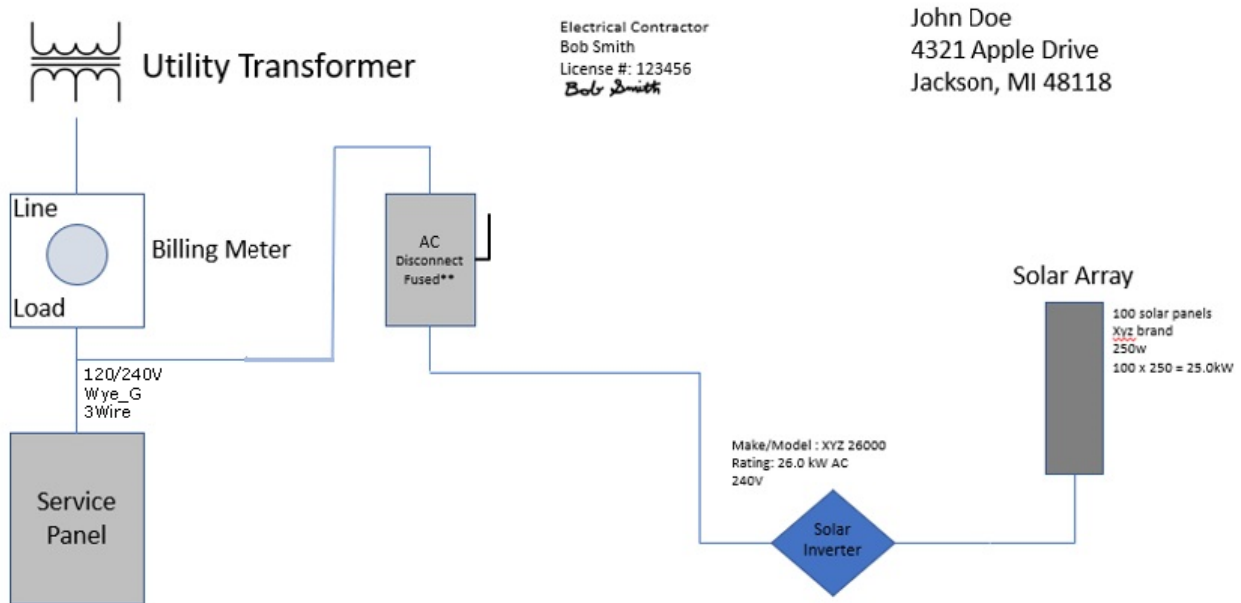 Utility Transformer
Electrical Contractor
Bob Smith
License #: 123456
Bob Smith
John Doe
4321 Apple Drive
Jackson, MI 48118
Line
Billing Meter
Load
AC
Disconnect
Fused**
120/240V
Wye_G
3Wire
Service
Panel
Make/Model : XYZ 26000
Rating: 26.0 kW AC
240V
Solar
Inverter
Solar Array
100 solar panels
Xyz brand
250w
100 x 250 = 25.0kW